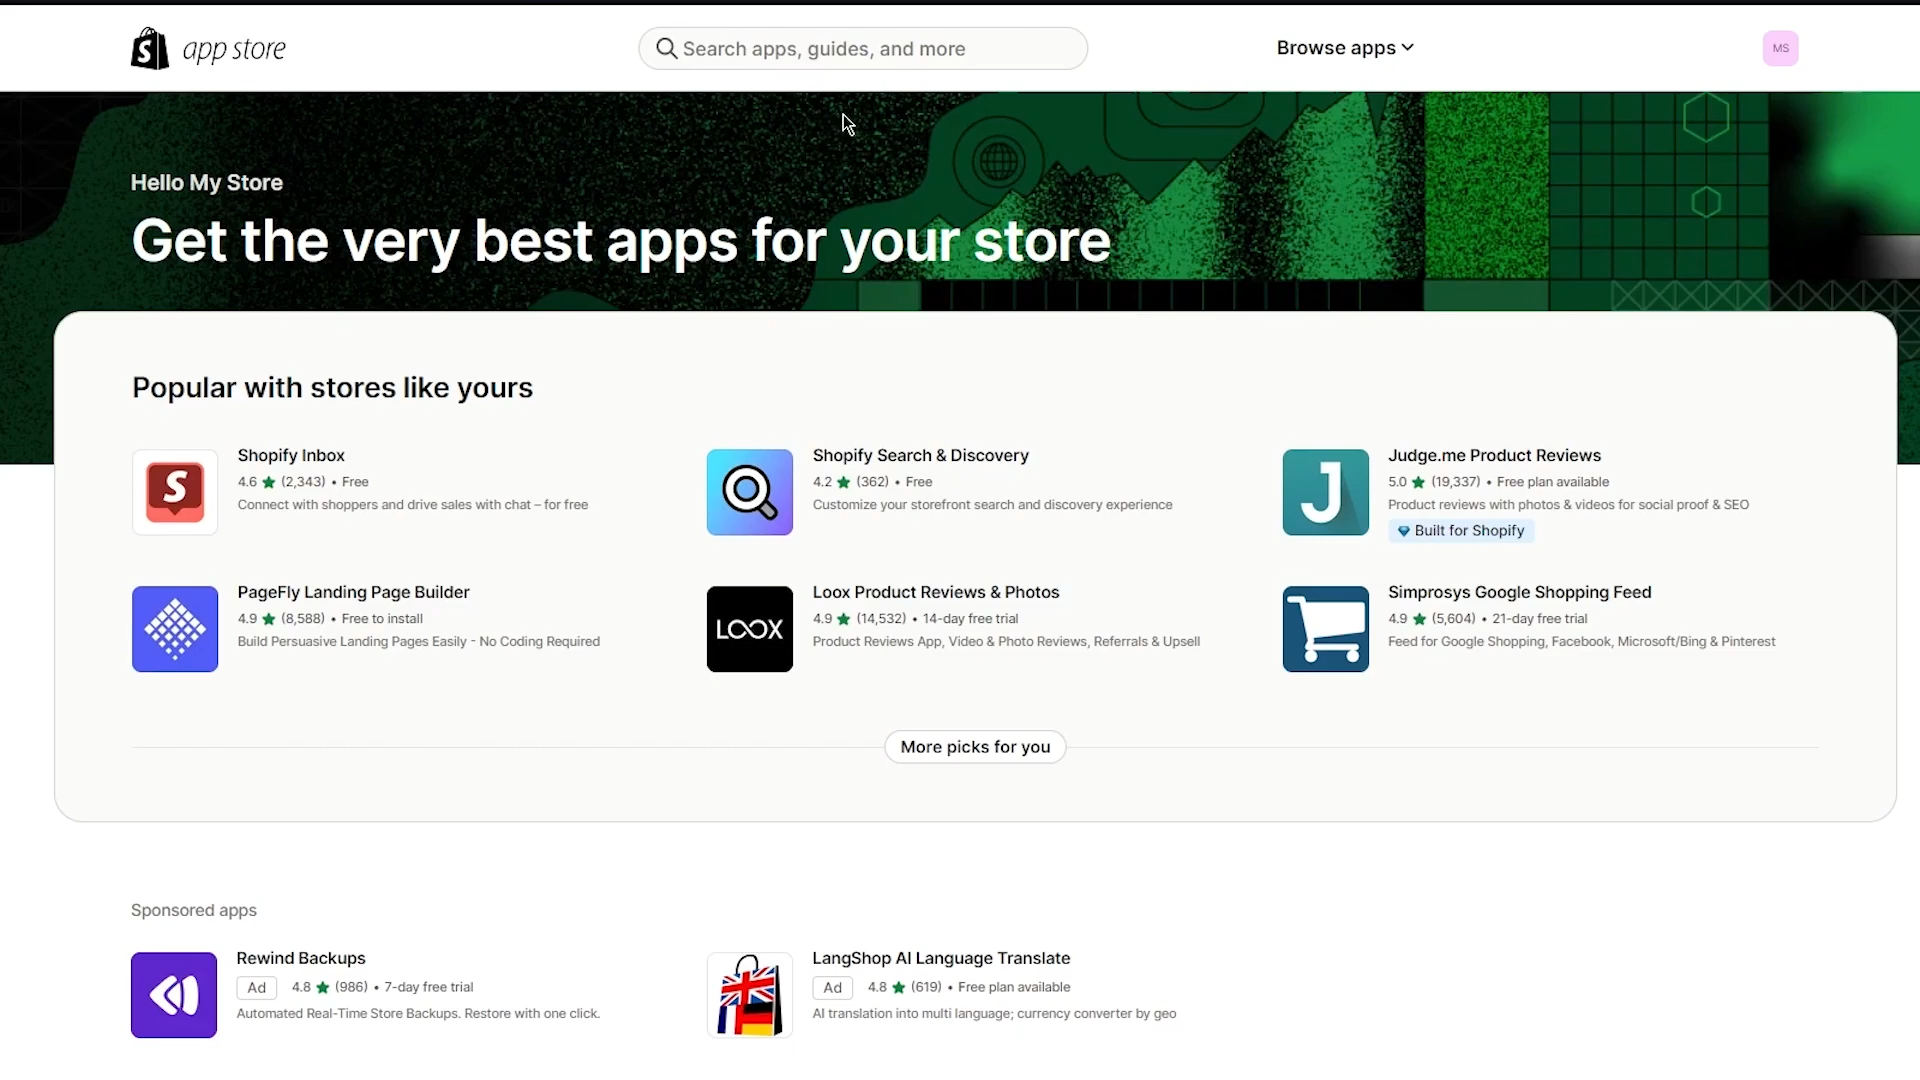 app store
Search apps, guides, and more
Browse apps
MS
Hello My Store
Get the very best apps for your store
Popular with stores like yours
Shopify Inbox
4.6 ★ (2,343) • Free
Connect with shoppers and drive sales with chat – for free
Shopify Search & Discovery
4.2 ★ (362) • Free
Customize your storefront search and discovery experience
Judge.me Product Reviews
5.0 ★ (19,337) • Free plan available
Product reviews with photos & videos for social proof & SEO
Built for Shopify
PageFly Landing Page Builder
4.9 ★ (8,588) • Free to install
Build Persuasive Landing Pages Easily - No Coding Required
LOOX
Loox Product Reviews & Photos
4.9 ★ (14,532) • 14-day free trial
Product Reviews App, Video & Photo Reviews, Referrals & Upsell
Simprosys Google Shopping Feed
4.9 ★ (5,604) • 21-day free trial
Feed for Google Shopping, Facebook, Microsoft/Bing & Pinterest
More picks for you
Sponsored apps
Rewind Backups
Ad 4.8 ★ (986) • 7-day free trial
Automated Real-Time Store Backups. Restore with one click.
LangShop AI Language Translate
Ad 4.8 ★ (619) • Free plan available
AI translation into multi language; currency converter by geo